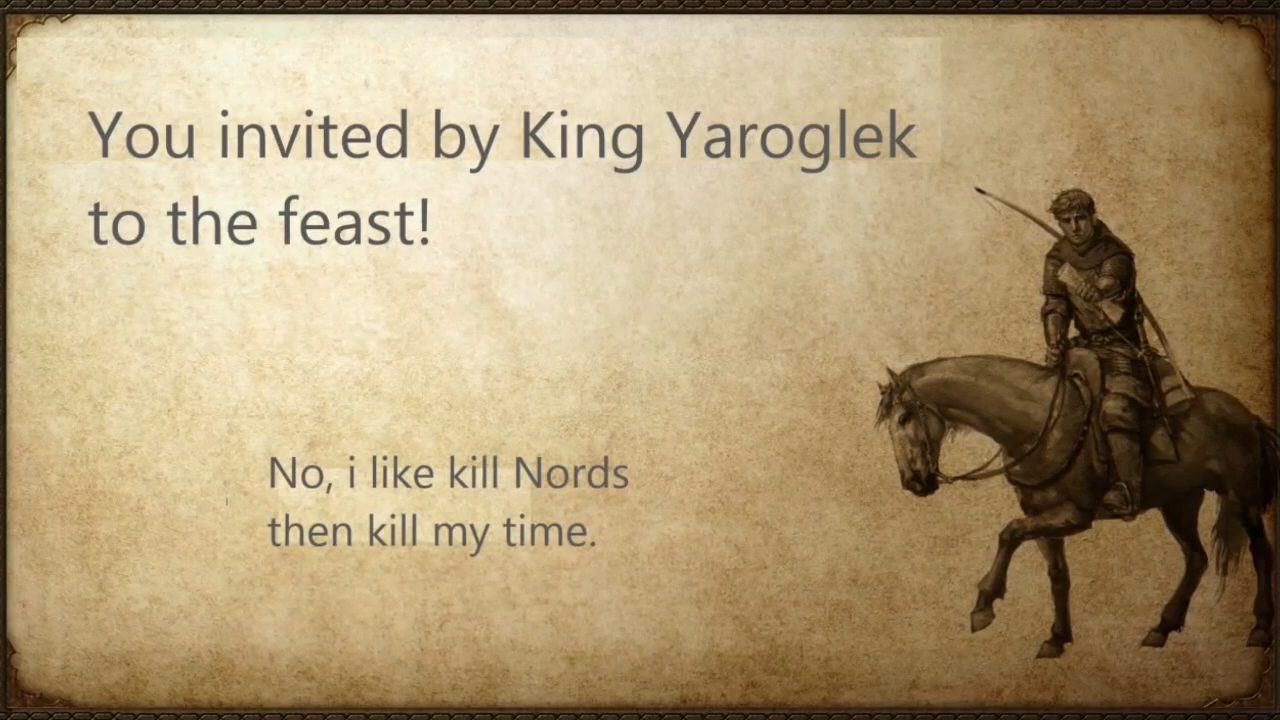 You invited by King Yaroglek
to the feast!
No, i like kill Nords
then kill my time.